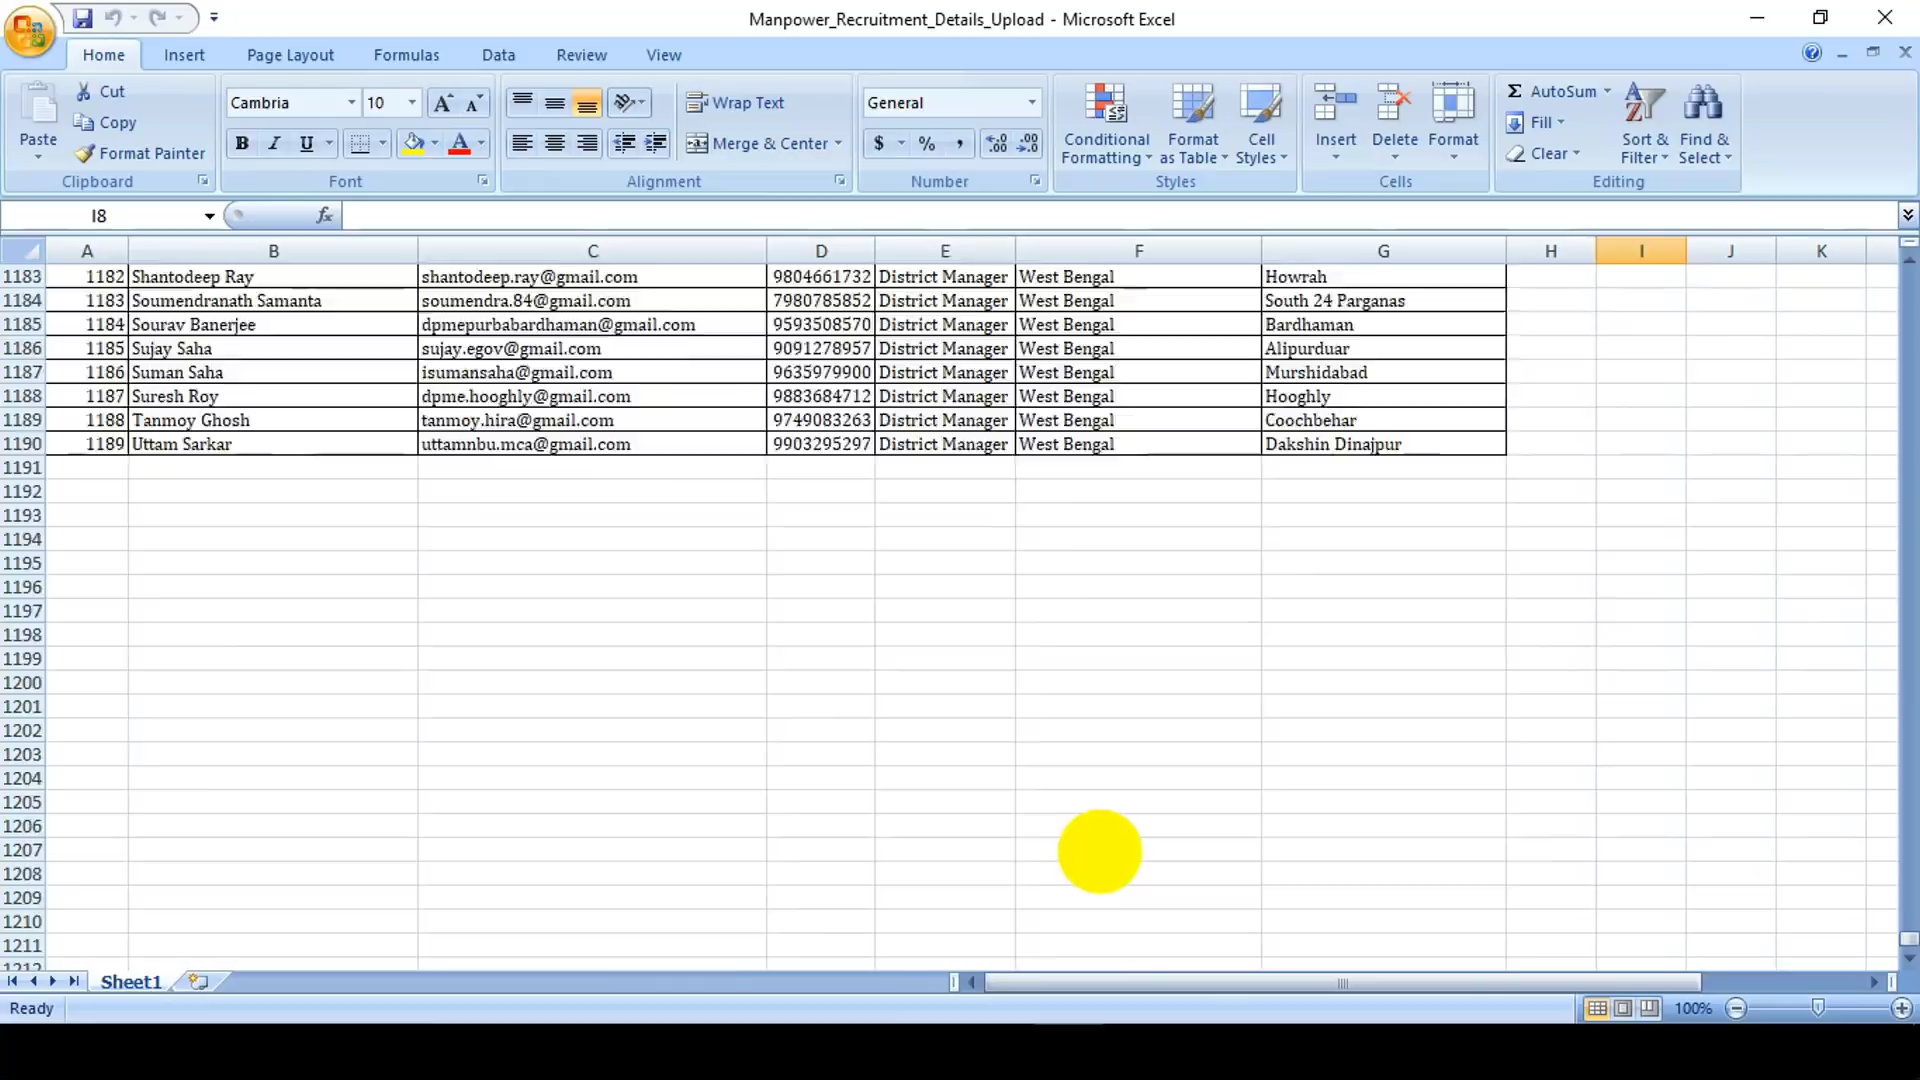 Manpower_Recruitment_Details_Upload - Microsoft Excel
Home Insert Page Layout Formulas Data Review View
Paste Cut Copy Format Painter Clipboard
Cambria 10 A A B I U A Font
Wrap Text Merge & Center Alignment
General $ % , .0 .00 .00 .0 Number
Conditional Formatting Format as Table Cell Styles Styles
Insert Delete Format Cells
Σ AutoSum Fill Clear Sort & Filter Find & Select Editing
I8 fx
A B C D E F G H I J K
1183 1182 Shantodeep Ray shantodeep.ray@gmail.com 9804661732 District Manager West Bengal Howrah
1184 1183 Soumendranath Samanta soumendra.84@gmail.com 7980785852 District Manager West Bengal South 24 Parganas
1185 1184 Sourav Banerjee dpmepurbabardhaman@gmail.com 9593508570 District Manager West Bengal Bardhaman
1186 1185 Sujay Saha sujay.egov@gmail.com 9091278957 District Manager West Bengal Alipurduar
1187 1186 Suman Saha isumansaha@gmail.com 9635979900 District Manager West Bengal Murshidabad
1188 1187 Suresh Roy dpme.hooghly@gmail.com 9883684712 District Manager West Bengal Hooghly
1189 1188 Tanmoy Ghosh tanmoy.hira@gmail.com 9749083263 District Manager West Bengal Coochbehar
1190 1189 Uttam Sarkar uttamnbu.mca@gmail.com 9903295297 District Manager West Bengal Dakshin Dinajpur
1191
1192
1193
1194
1195
1196
1197
1198
1199
1200
1201
1202
1203
1204
1205
1206
1207
1208
1209
1210
1211
1212
Sheet1
Ready 100%